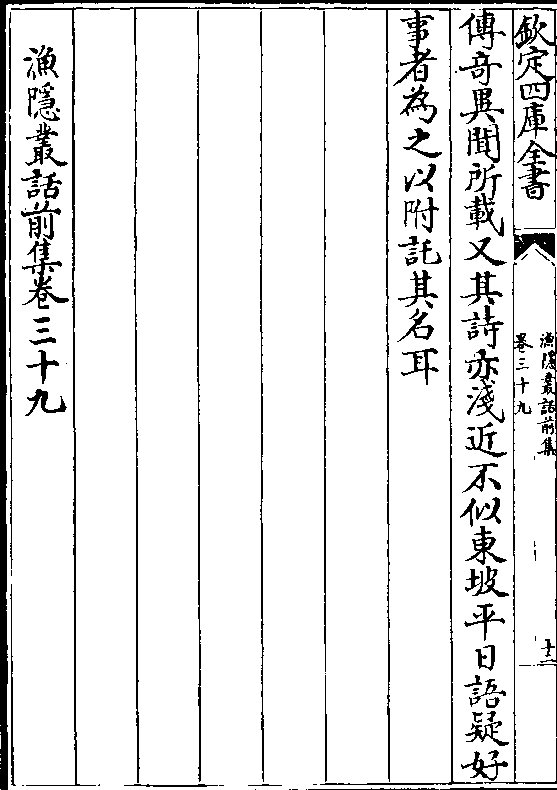 欽定四庫全書
漁隱叢話前集
卷三十九
十二
傳奇異聞所載又其詩亦淺近不似東坡平日語疑好
事者為之以附託其名耳
漁隱叢話前集卷三十九